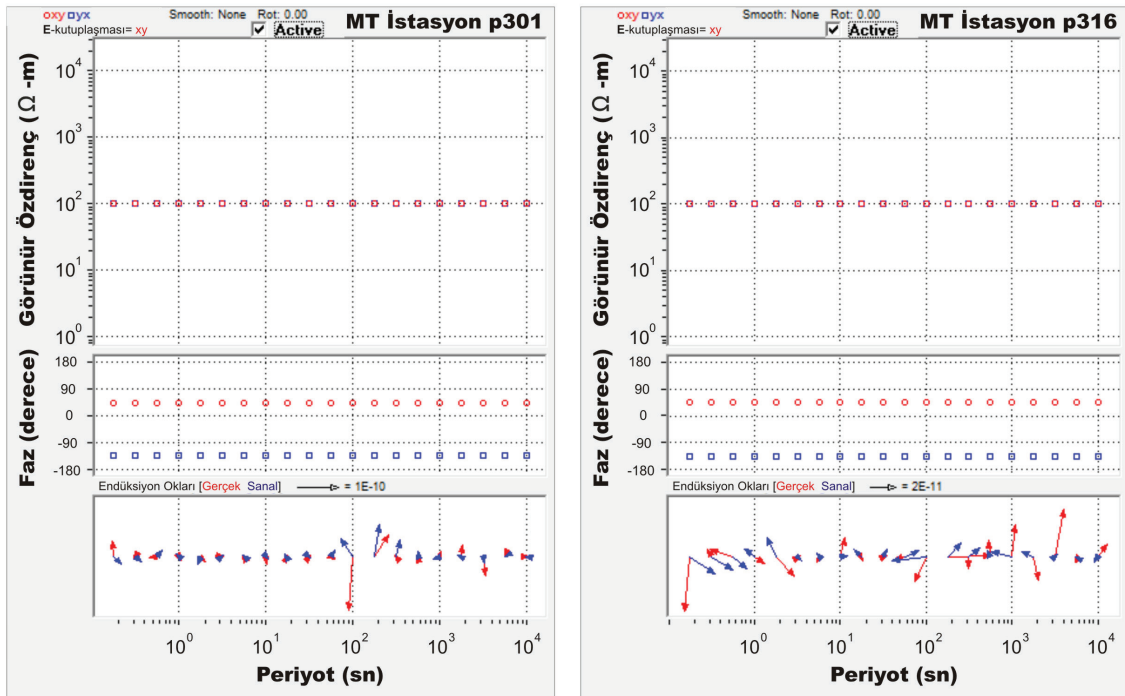 oxy □yx Smooth: None Rot: 0.00 MT İstasyon p301
E-kutuplaşması= xy Active
Görünür Özdirenç (Ω -m)
10⁴
10³
10²
10¹
10⁰
Faz (derece)
180
90
0
-90
-180
Endüksiyon Okları [Gerçek Sanal] = 1E-10
10⁰ 10¹ 10² 10³ 10⁴
Periyot (sn)
oxy □yx Smooth: None Rot: 0.00 MT İstasyon p316
E-kutuplaşması= xy Active
Görünür Özdirenç (Ω -m)
10⁴
10³
10²
10¹
10⁰
Faz (derece)
180
90
0
-90
-180
Endüksiyon Okları [Gerçek Sanal] = 2E-11
10⁰ 10¹ 10² 10³ 10⁴
Periyot (sn)